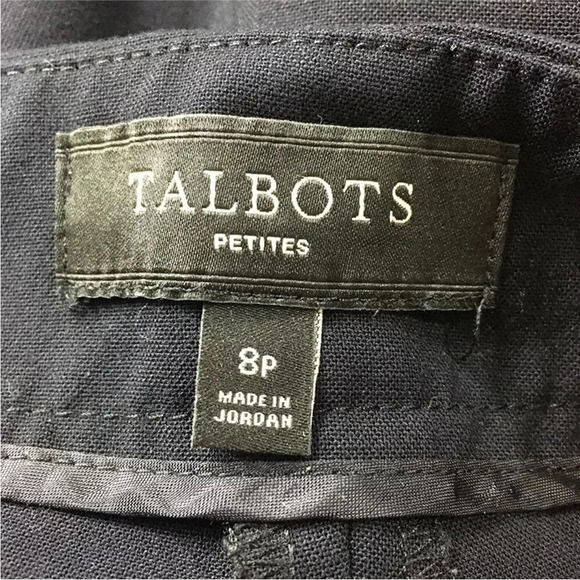 TALBOTS
PETITES
8P
MADE IN
JORDAN